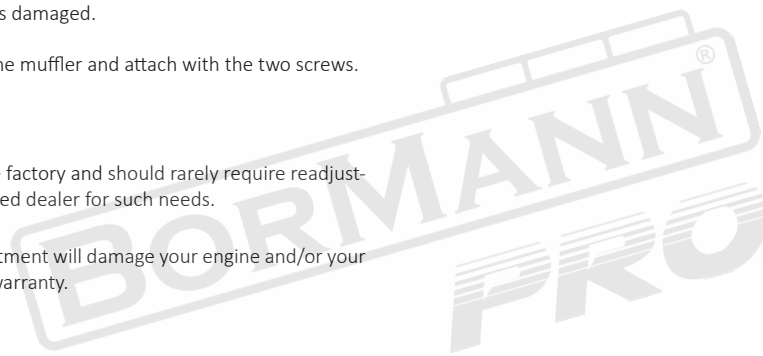 s damaged.
ne muffler and attach with the two screws.
factory and should rarely require readjust-
ed dealer for such needs.
tment will damage your engine and/or your
warranty.
BORMANN®
PRO